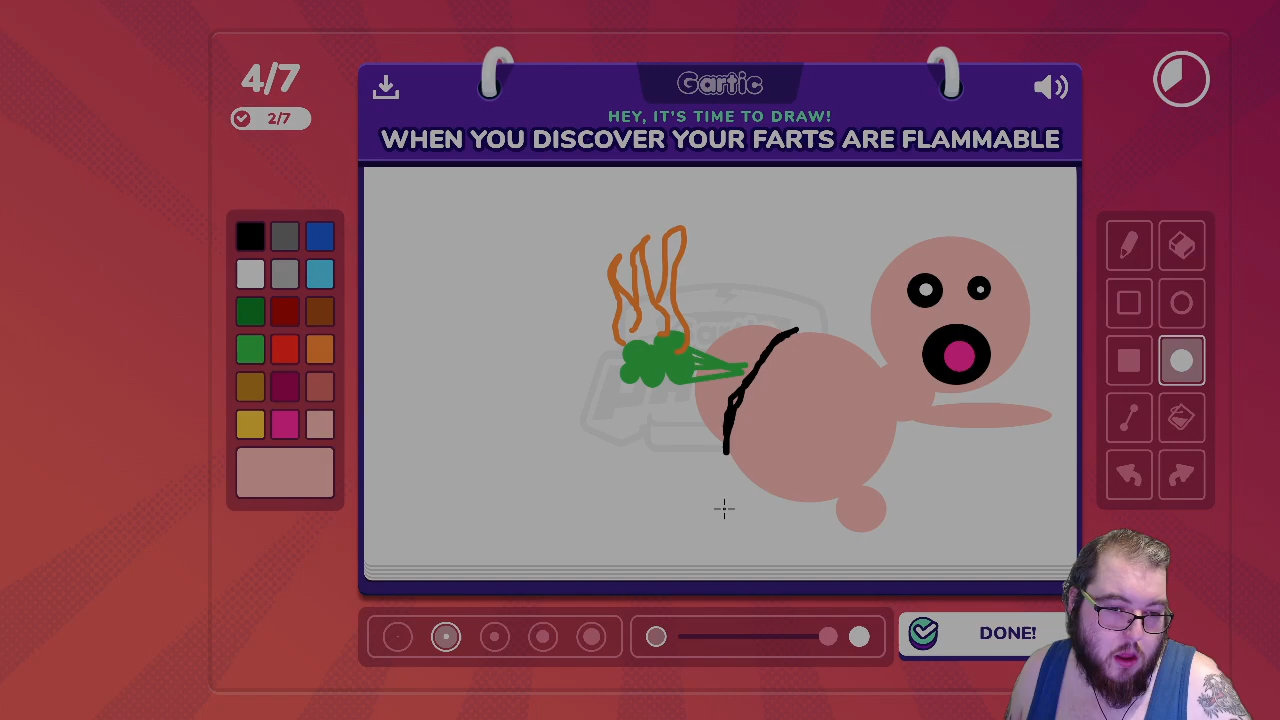 4/7
2/7
Gartic
HEY, IT'S TIME TO DRAW!
WHEN YOU DISCOVER YOUR FARTS ARE FLAMMABLE
DONE!